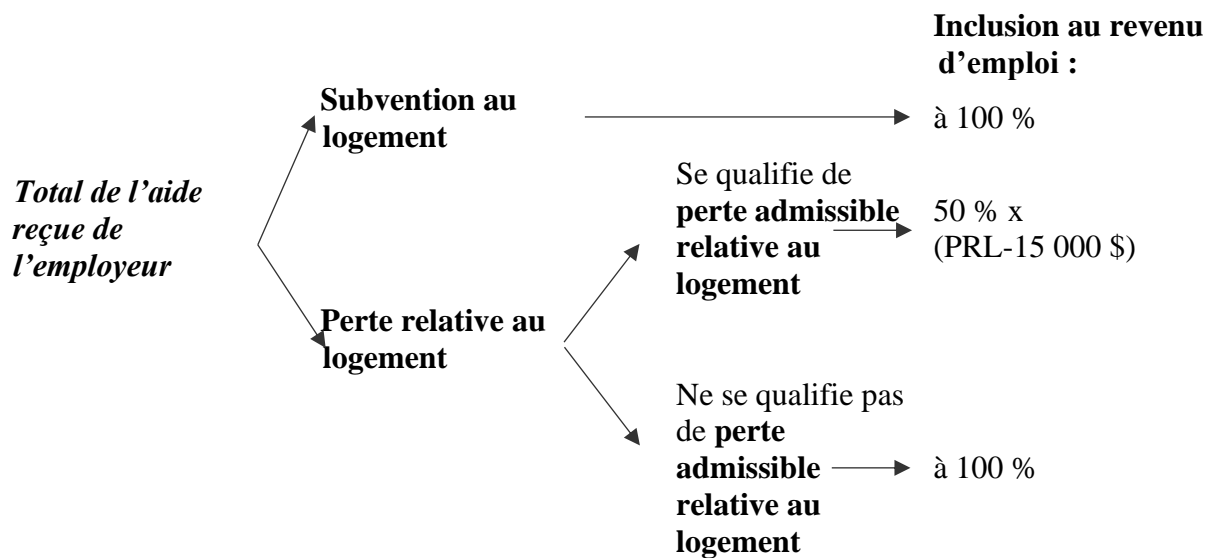 Inclusion au revenu
d'emploi :
Subvention au
logement
à 100 %
Total de l'aide
reçue de
l'employeur
Se qualifie de
perte admissible
relative au
logement
50 % x
(PRL-15 000 $)
Perte relative au
logement
Ne se qualifie pas
de perte
admissible
relative au
logement
à 100 %